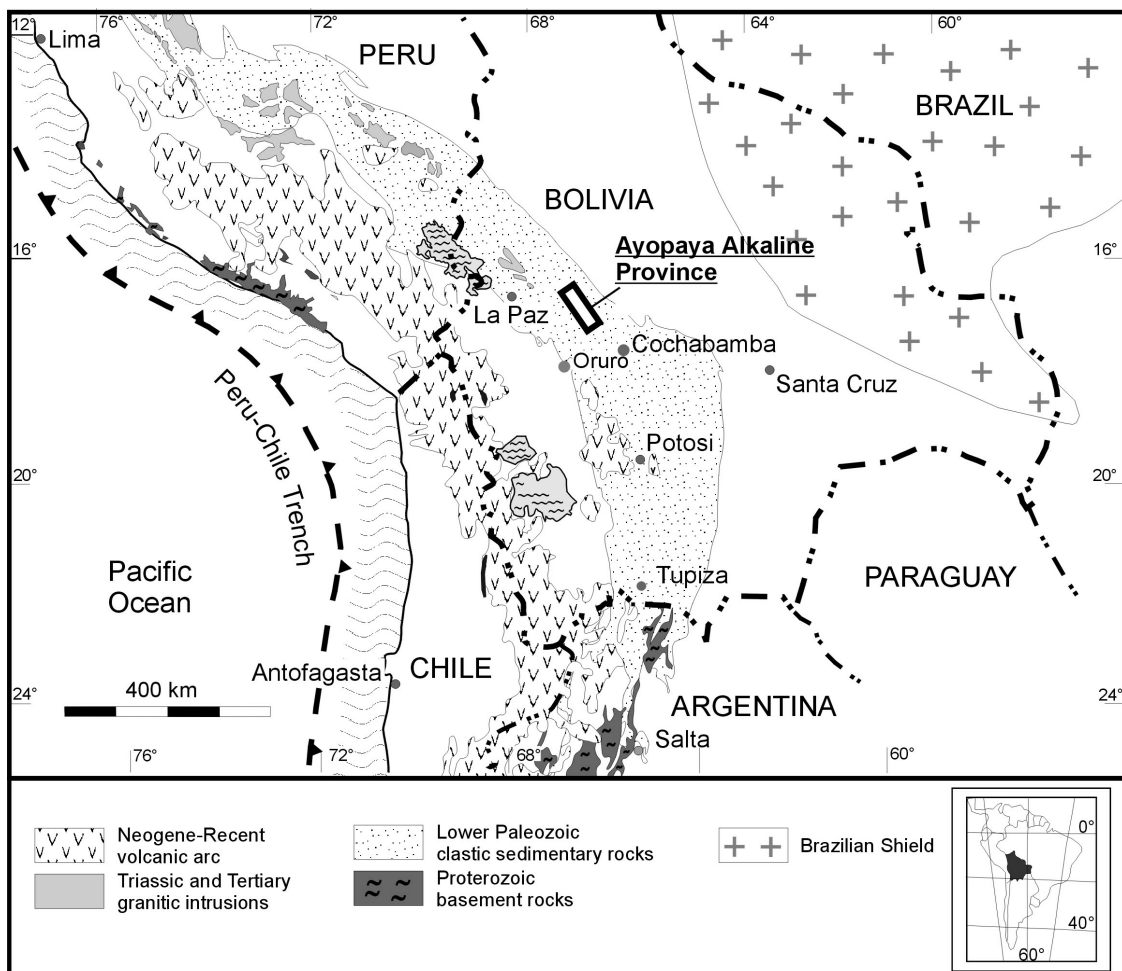 12°
76°
72°
68°
64°
60°
Lima
PERU
BRAZIL
BOLIVIA
16°
Ayopaya Alkaline
Province
16°
La Paz
Cochabamba
Oruro
Santa Cruz
Peru-Chile Trench
Potosi
20°
20°
Tupiza
PARAGUAY
Pacific
Ocean
Antofagasta
CHILE
24°
400 km
ARGENTINA
24°
Salta
76°
72°
68°
60°
Neogene-Recent
volcanic arc
Triassic and Tertiary
granitic intrusions
Lower Paleozoic
clastic sedimentary rocks
Proterozoic
basement rocks
Brazilian Shield
0°
40°
60°